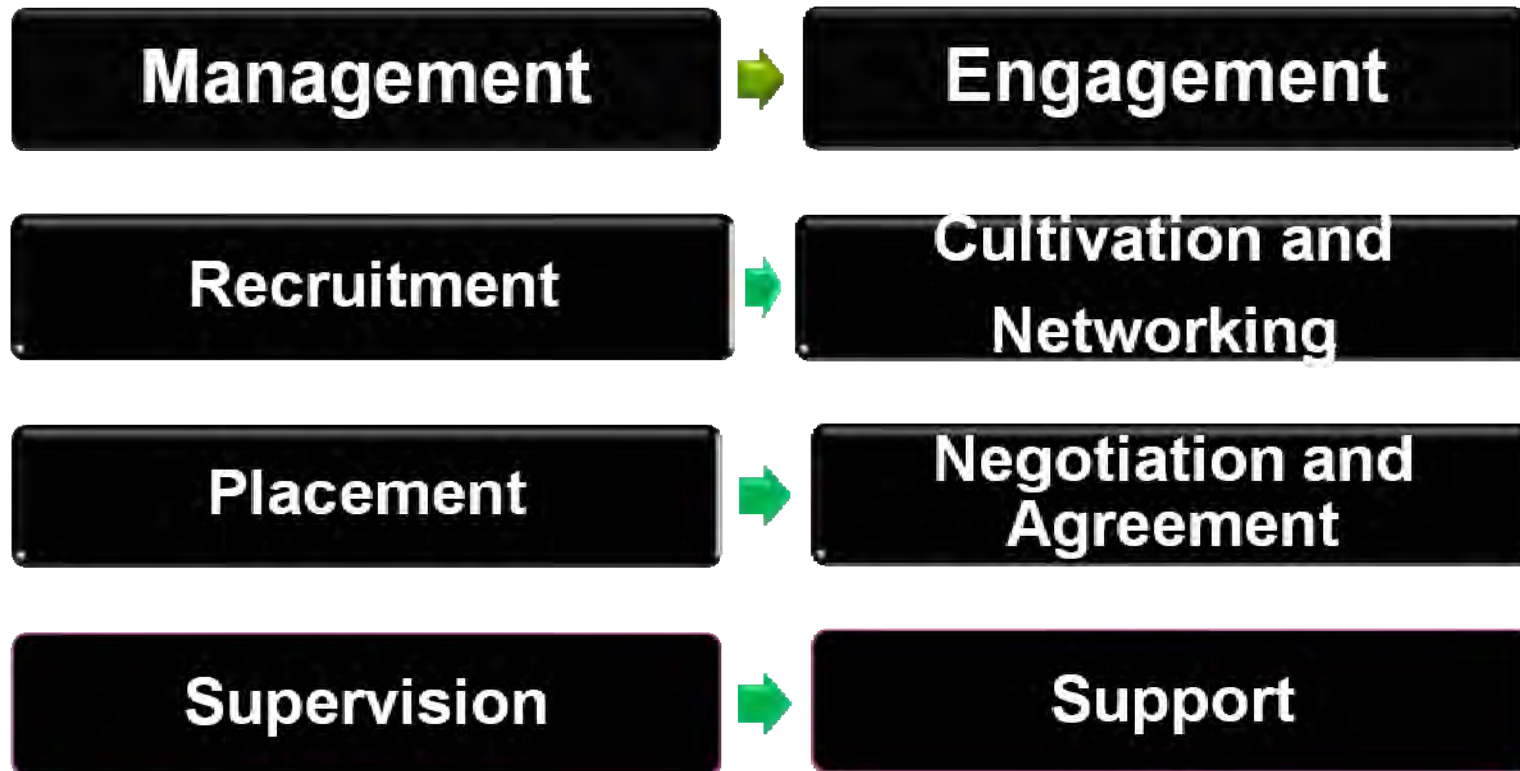 Management
Engagement
Recruitment
Cultivation and
Networking
Placement
Negotiation and
Agreement
Supervision
Support